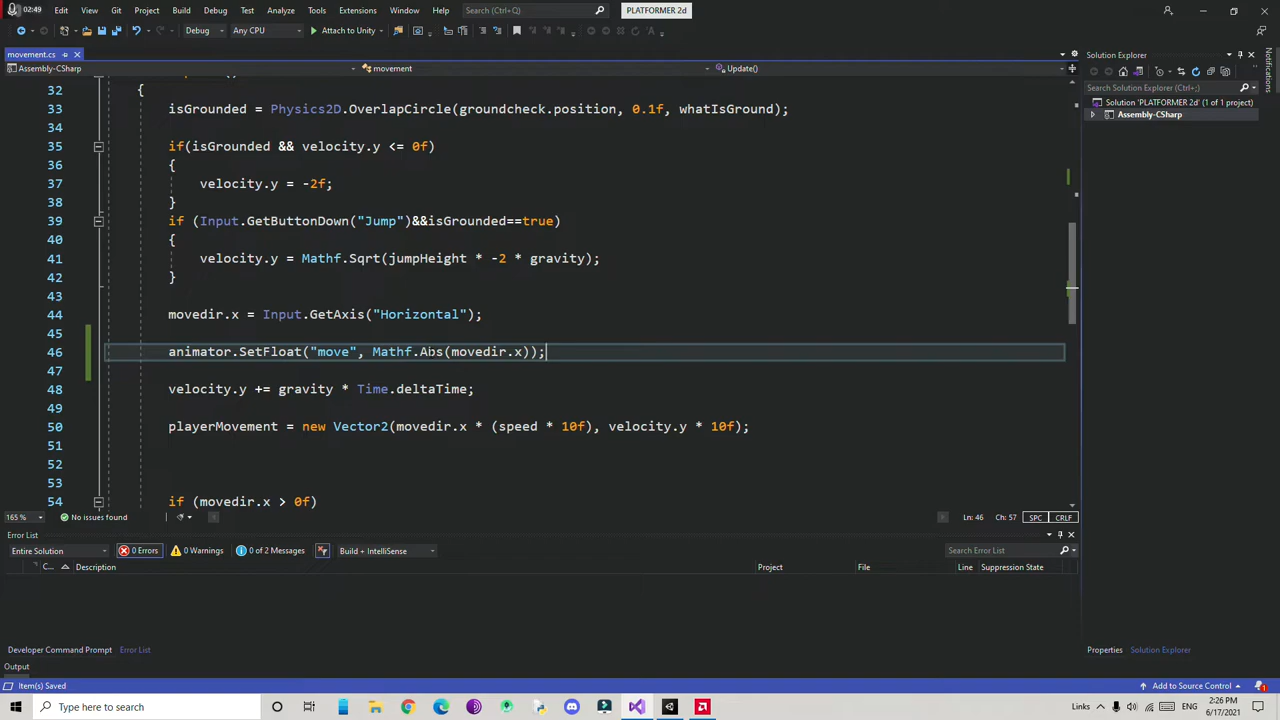 02:49
File Edit View Git Project Build Debug Test Analyze Tools Extensions Window Help Search (Ctrl+Q) PLATFORMER 2d
Debug Any CPU Attach to Unity
movement.cs
Solution Explorer
Assembly-CSharp movement Update()
Search Solution Explorer (Ctrl+;)
Solution 'PLATFORMER 2d' (1 of 1 project)
Assembly-CSharp
Notifications
32 {
33 isGrounded = Physics2D.OverlapCircle(groundcheck.position, 0.1f, whatIsGround);
34
35 if(isGrounded && velocity.y <= 0f)
36 {
37 velocity.y = -2f;
38 }
39 if (Input.GetButtonDown("Jump")&&isGrounded==true)
40 {
41 velocity.y = Mathf.Sqrt(jumpHeight * -2 * gravity);
42 }
43
44 movedir.x = Input.GetAxis("Horizontal");
45
46 animator.SetFloat("move", Mathf.Abs(movedir.x));
47
48 velocity.y += gravity * Time.deltaTime;
49
50 playerMovement = new Vector2(movedir.x * (speed * 10f), velocity.y * 10f);
51
52
53
54 if (movedir.x > 0f)
165 % No issues found Ln: 46 Ch: 57 SPC CRLF
Error List
Entire Solution 0 Errors 0 Warnings 0 of 2 Messages Build + IntelliSense Search Error List
C... Description Project File Line Suppression State
Developer Command Prompt Error List
Properties Solution Explorer
Output
Item(s) Saved Add to Source Control 1
Type here to search Links ENG 2:26 PM
6/17/2021